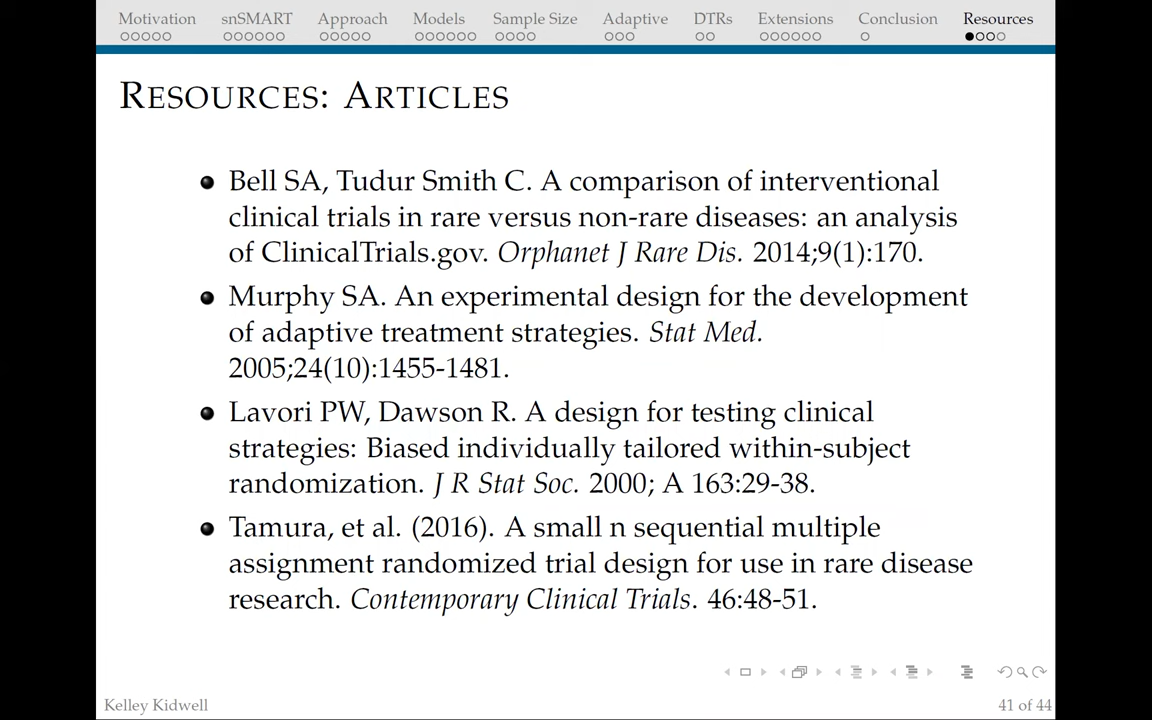 Motivation snSMART Approach Models Sample Size Adaptive DTRs Extensions Conclusion Resources
RESOURCES: ARTICLES
Bell SA, Tudur Smith C. A comparison of interventional
clinical trials in rare versus non-rare diseases: an analysis
of ClinicalTrials.gov. Orphanet J Rare Dis. 2014;9(1):170.
Murphy SA. An experimental design for the development
of adaptive treatment strategies. Stat Med.
2005;24(10):1455-1481.
Lavori PW, Dawson R. A design for testing clinical
strategies: Biased individually tailored within-subject
randomization. J R Stat Soc. 2000; A 163:29-38.
Tamura, et al. (2016). A small n sequential multiple
assignment randomized trial design for use in rare disease
research. Contemporary Clinical Trials. 46:48-51.
Kelley Kidwell 41 of 44